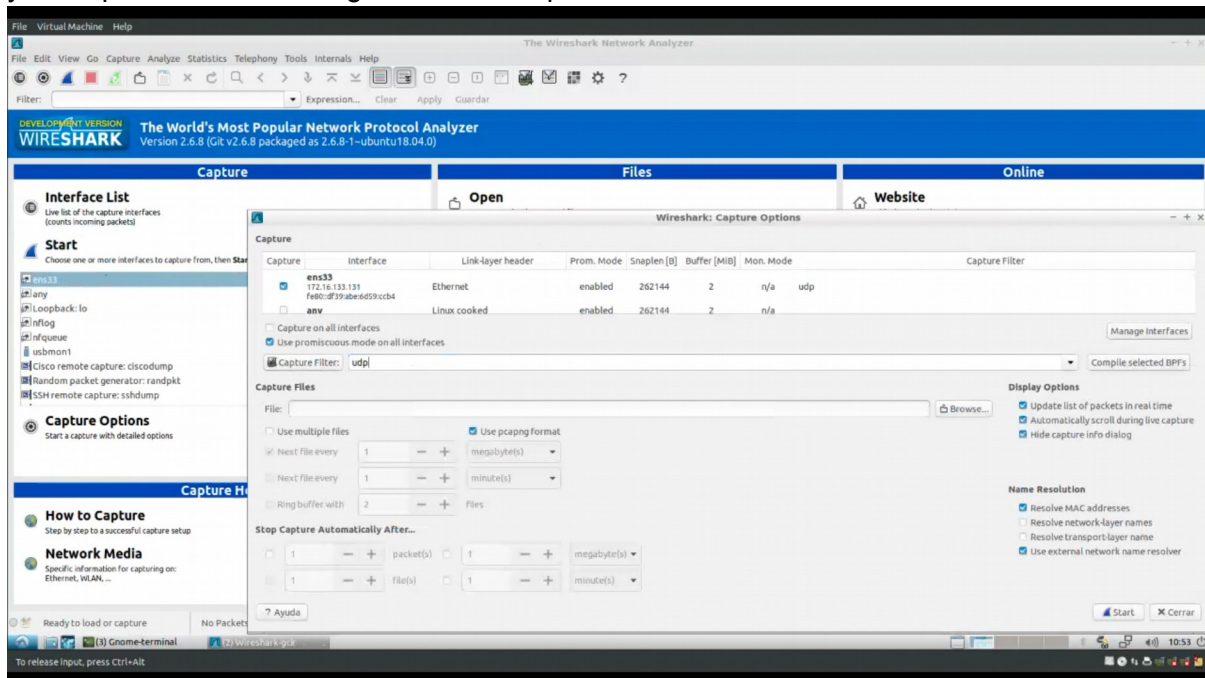 File Virtual Machine Help
The Wireshark Network Analyzer
File Edit View Go Capture Analyze Statistics Telephony Tools Internals Help
Filter:
Expression... Clear Apply Guardar
DEVELOPMENT VERSION
WIRESHARK
The World's Most Popular Network Protocol Analyzer
Version 2.6.8 (Git v2.6.8 packaged as 2.6.8-1~ubuntu18.04.0)
Capture
Files
Online
Interface List
Live list of the capture interfaces
(counts incoming packets)
Start
Choose one or more interfaces to capture from, then Star
ens33
any
Loopback: lo
nflog
nfqueue
usbmon1
Cisco remote capture: ciscodump
Random packet generator: randpkt
SSH remote capture: sshdump
Capture Options
Start a capture with detailed options
Capture He
How to Capture
Step by step to a successful capture setup
Network Media
Specific information for capturing on:
Ethernet, WLAN, ...
Open
Website
Wireshark: Capture Options
Capture
Capture Interface Link-layer header Prom. Mode Snaplen [B] Buffer [MiB] Mon. Mode Capture Filter
ens33
172.16.133.131 Ethernet enabled 262144 2 n/a udp
fe80::df39:abe:6d59:ccb4
any Linux cooked enabled 262144 2 n/a
Capture on all interfaces
Manage Interfaces
Use promiscuous mode on all interfaces
Capture Filter: udp Compile selected BPFs
Capture Files
File: Browse...
Use multiple files Use pcapng format
Next file every 1 − + megabyte(s)
Next file every 1 − + minute(s)
Ring buffer with 2 − + files
Stop Capture Automatically After...
1 − + packet(s) 1 − + megabyte(s)
1 − + file(s) 1 − + minute(s)
Display Options
Update list of packets in real time
Automatically scroll during live capture
Hide capture info dialog
Name Resolution
Resolve MAC addresses
Resolve network-layer names
Resolve transport-layer name
Use external network name resolver
? Ayuda
Start Cerrar
Ready to load or capture No Packets
(3) Gnome-terminal (2) Wireshark-gtk
10:53
To release input, press Ctrl+Alt